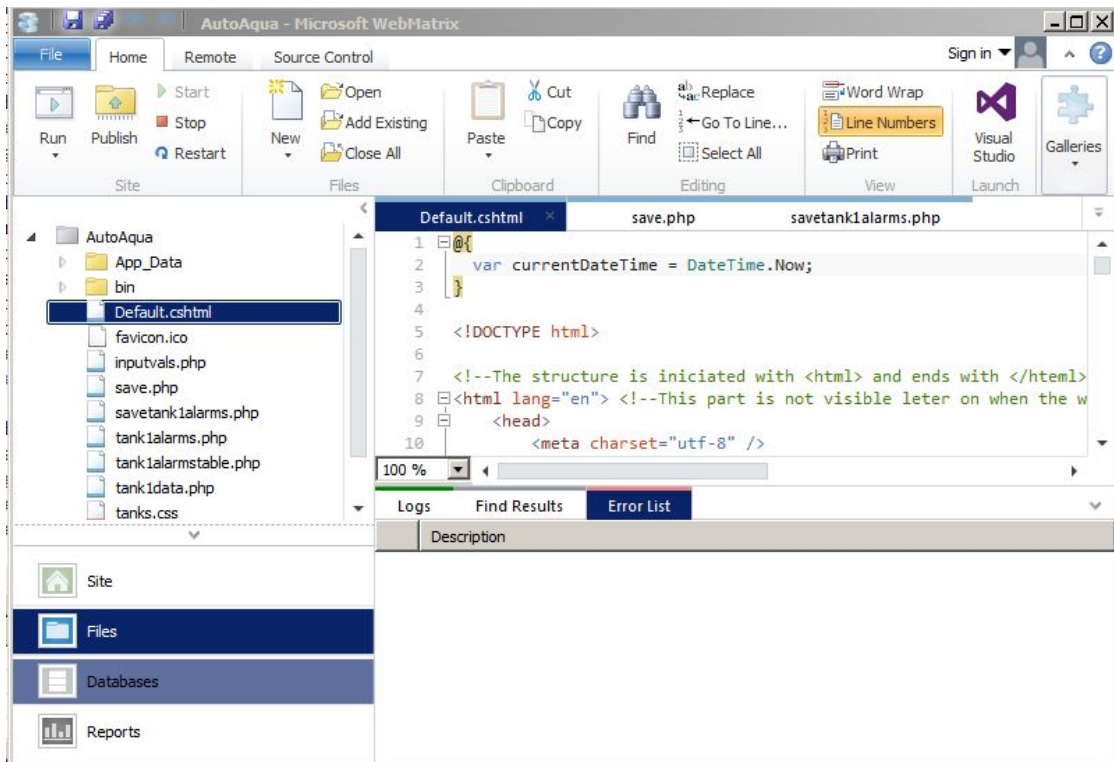 AutoAqua - Microsoft WebMatrix
File Home Remote Source Control Sign in
Run
Publish
Start
Stop
Restart
Site
New
Open
Add Existing
Close All
Files
Paste
Cut
Copy
Clipboard
Find
Replace
Go To Line...
Select All
Editing
Word Wrap
Line Numbers
Print
View
Visual
Studio
Launch
Galleries
AutoAqua
App_Data
bin
Default.cshtml
favicon.ico
inputvals.php
save.php
savetank1alarms.php
tank1alarms.php
tank1alarmstable.php
tank1data.php
tanks.css
Site
Files
Databases
Reports
Default.cshtml × save.php savetank1alarms.php
1 @{
2 var currentDateTime = DateTime.Now;
3 }
4
5 <!DOCTYPE html>
6
7 <!--The structure is iniciated with <html> and ends with </hteml>
8 <html lang="en"> <!--This part is not visible leter on when the w
9 <head>
10 <meta charset="utf-8" />
100 %
Logs Find Results Error List
Description